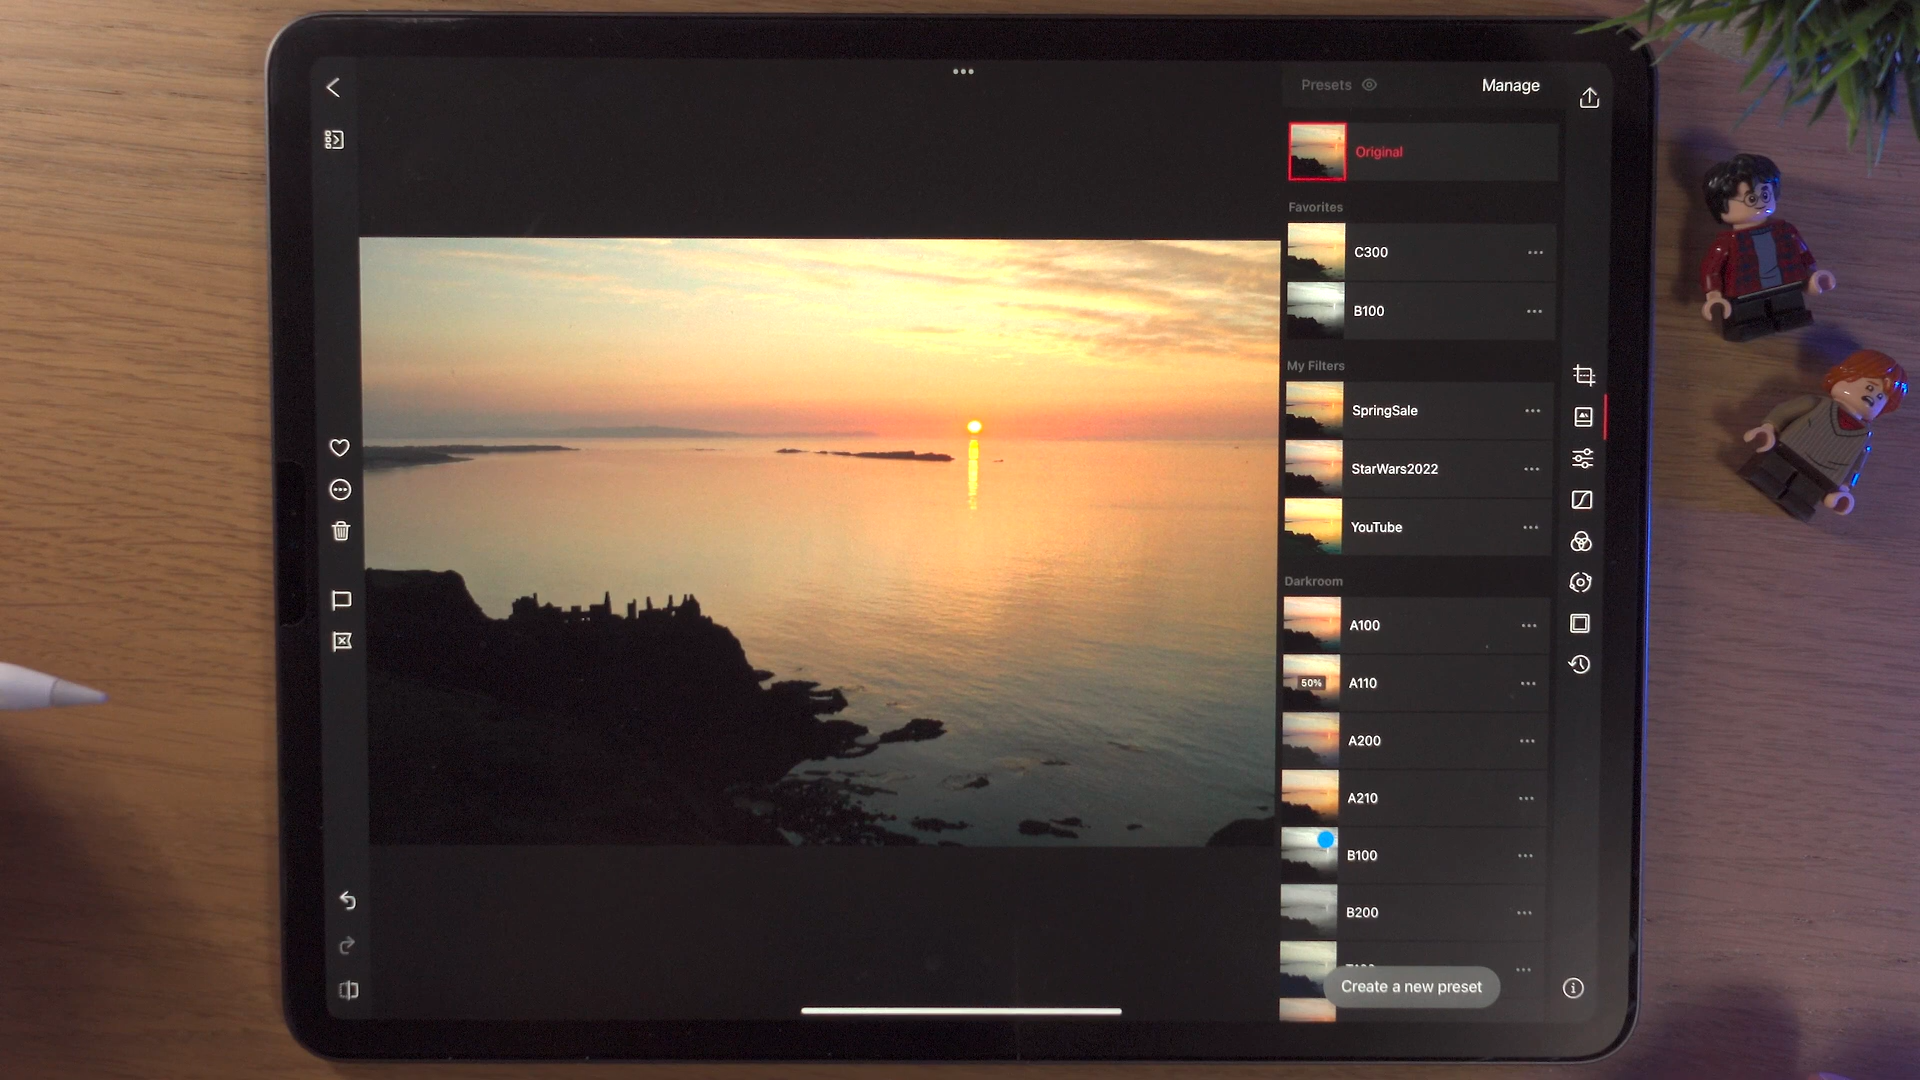 Presets
Manage
Original
Favorites
C300
B100
My Filters
SpringSale
StarWars2022
YouTube
Darkroom
A100
50%
A110
A200
A210
B100
B200
Create a new preset